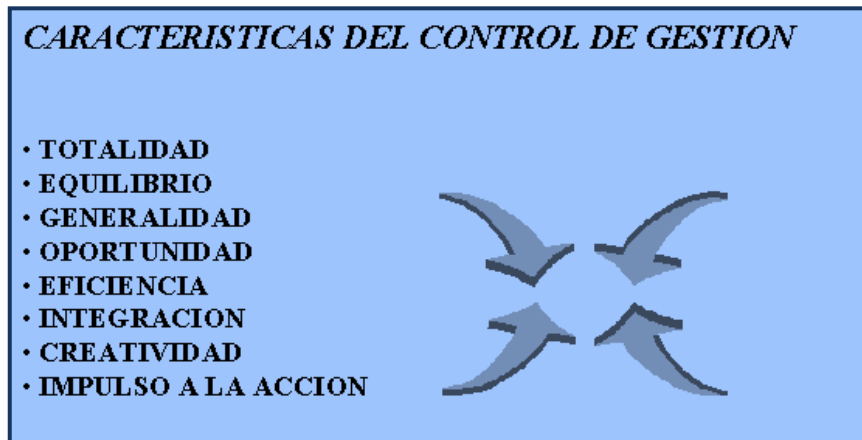 CARACTERISTICAS DEL CONTROL DE GESTION
· TOTALIDAD
· EQUILIBRIO
· GENERALIDAD
· OPORTUNIDAD
· EFICIENCIA
· INTEGRACION
· CREATIVIDAD
· IMPULSO A LA ACCION